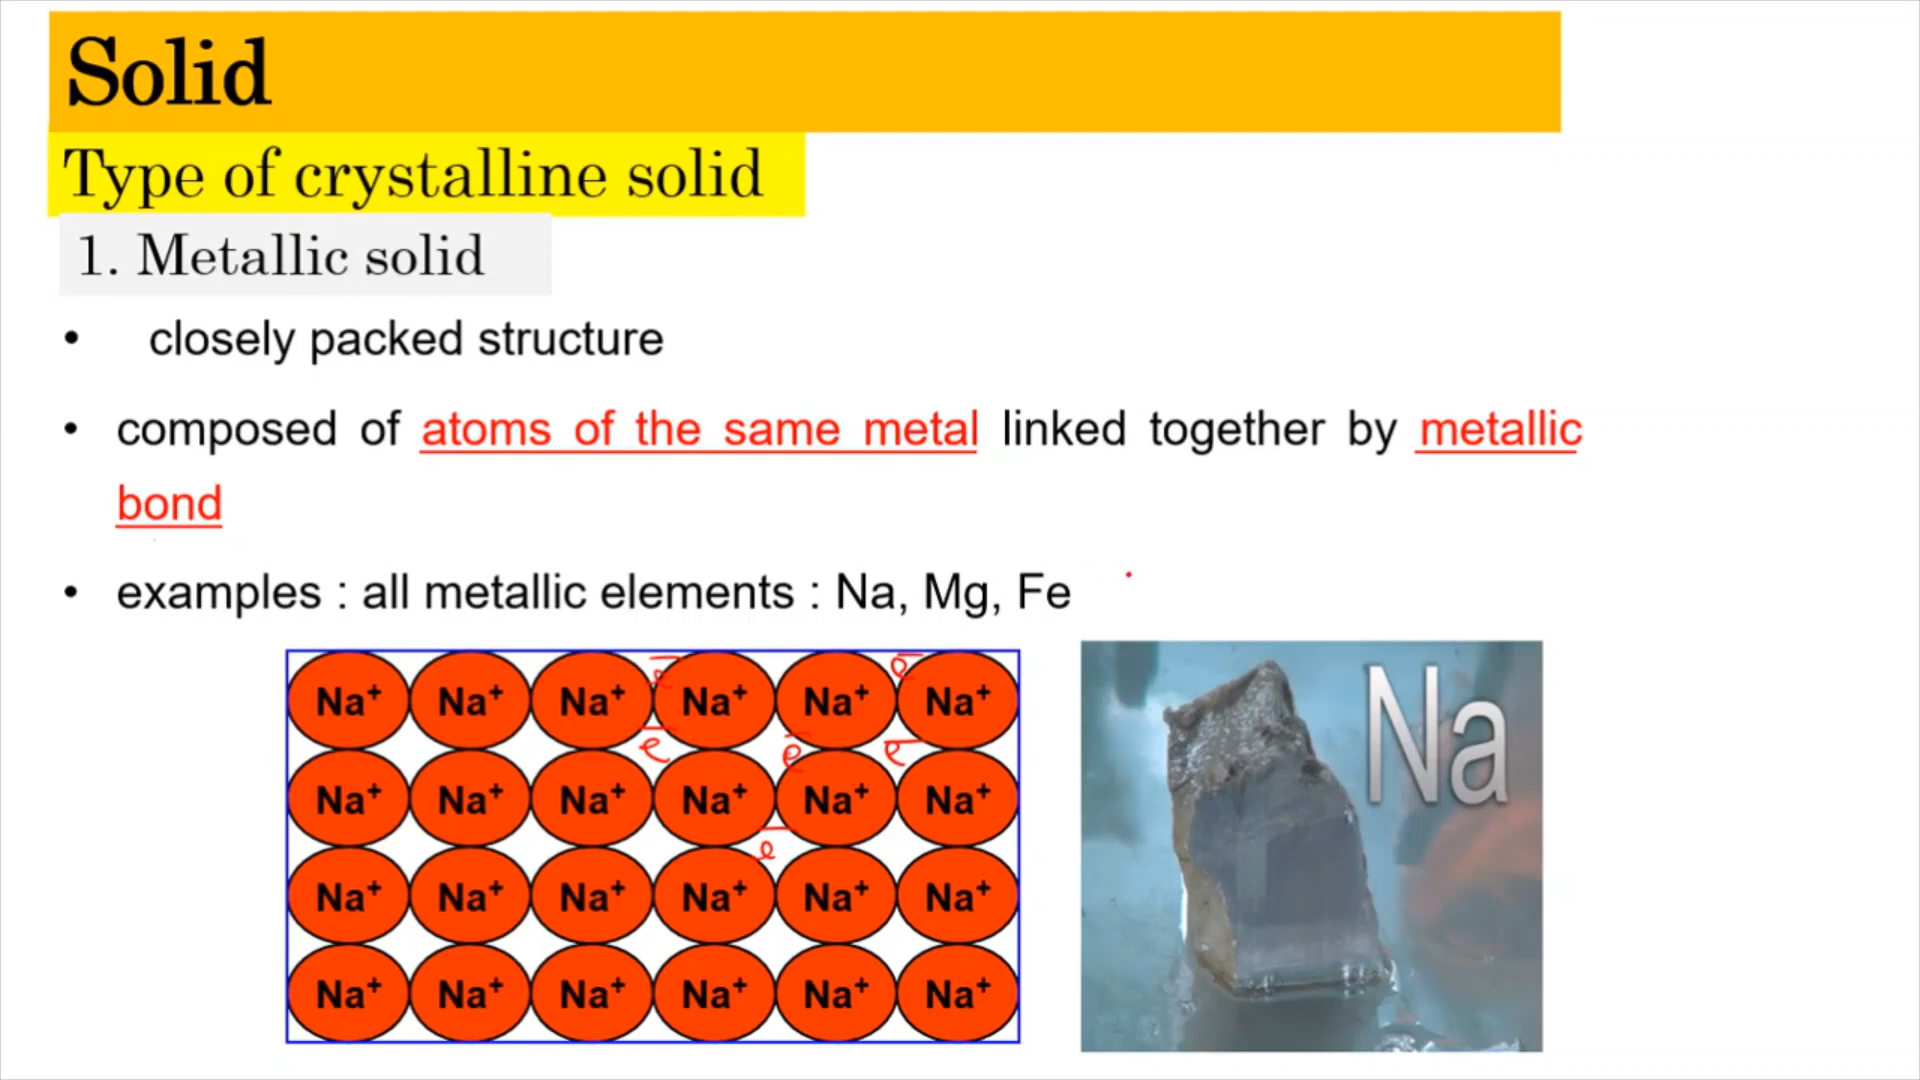 Solid
Type of crystalline solid
1. Metallic solid
• closely packed structure
• composed of atoms of the same metal linked together by metallic
bond
• examples : all metallic elements : Na, Mg, Fe
Na⁺ Na⁺ Na⁺ e⁻ Na⁺ Na⁺ e⁻ Na⁺
e⁻ e⁻ e⁻
Na⁺ Na⁺ Na⁺ Na⁺ Na⁺ Na⁺
e⁻
Na⁺ Na⁺ Na⁺ Na⁺ Na⁺ Na⁺
Na⁺ Na⁺ Na⁺ Na⁺ Na⁺ Na⁺
Na